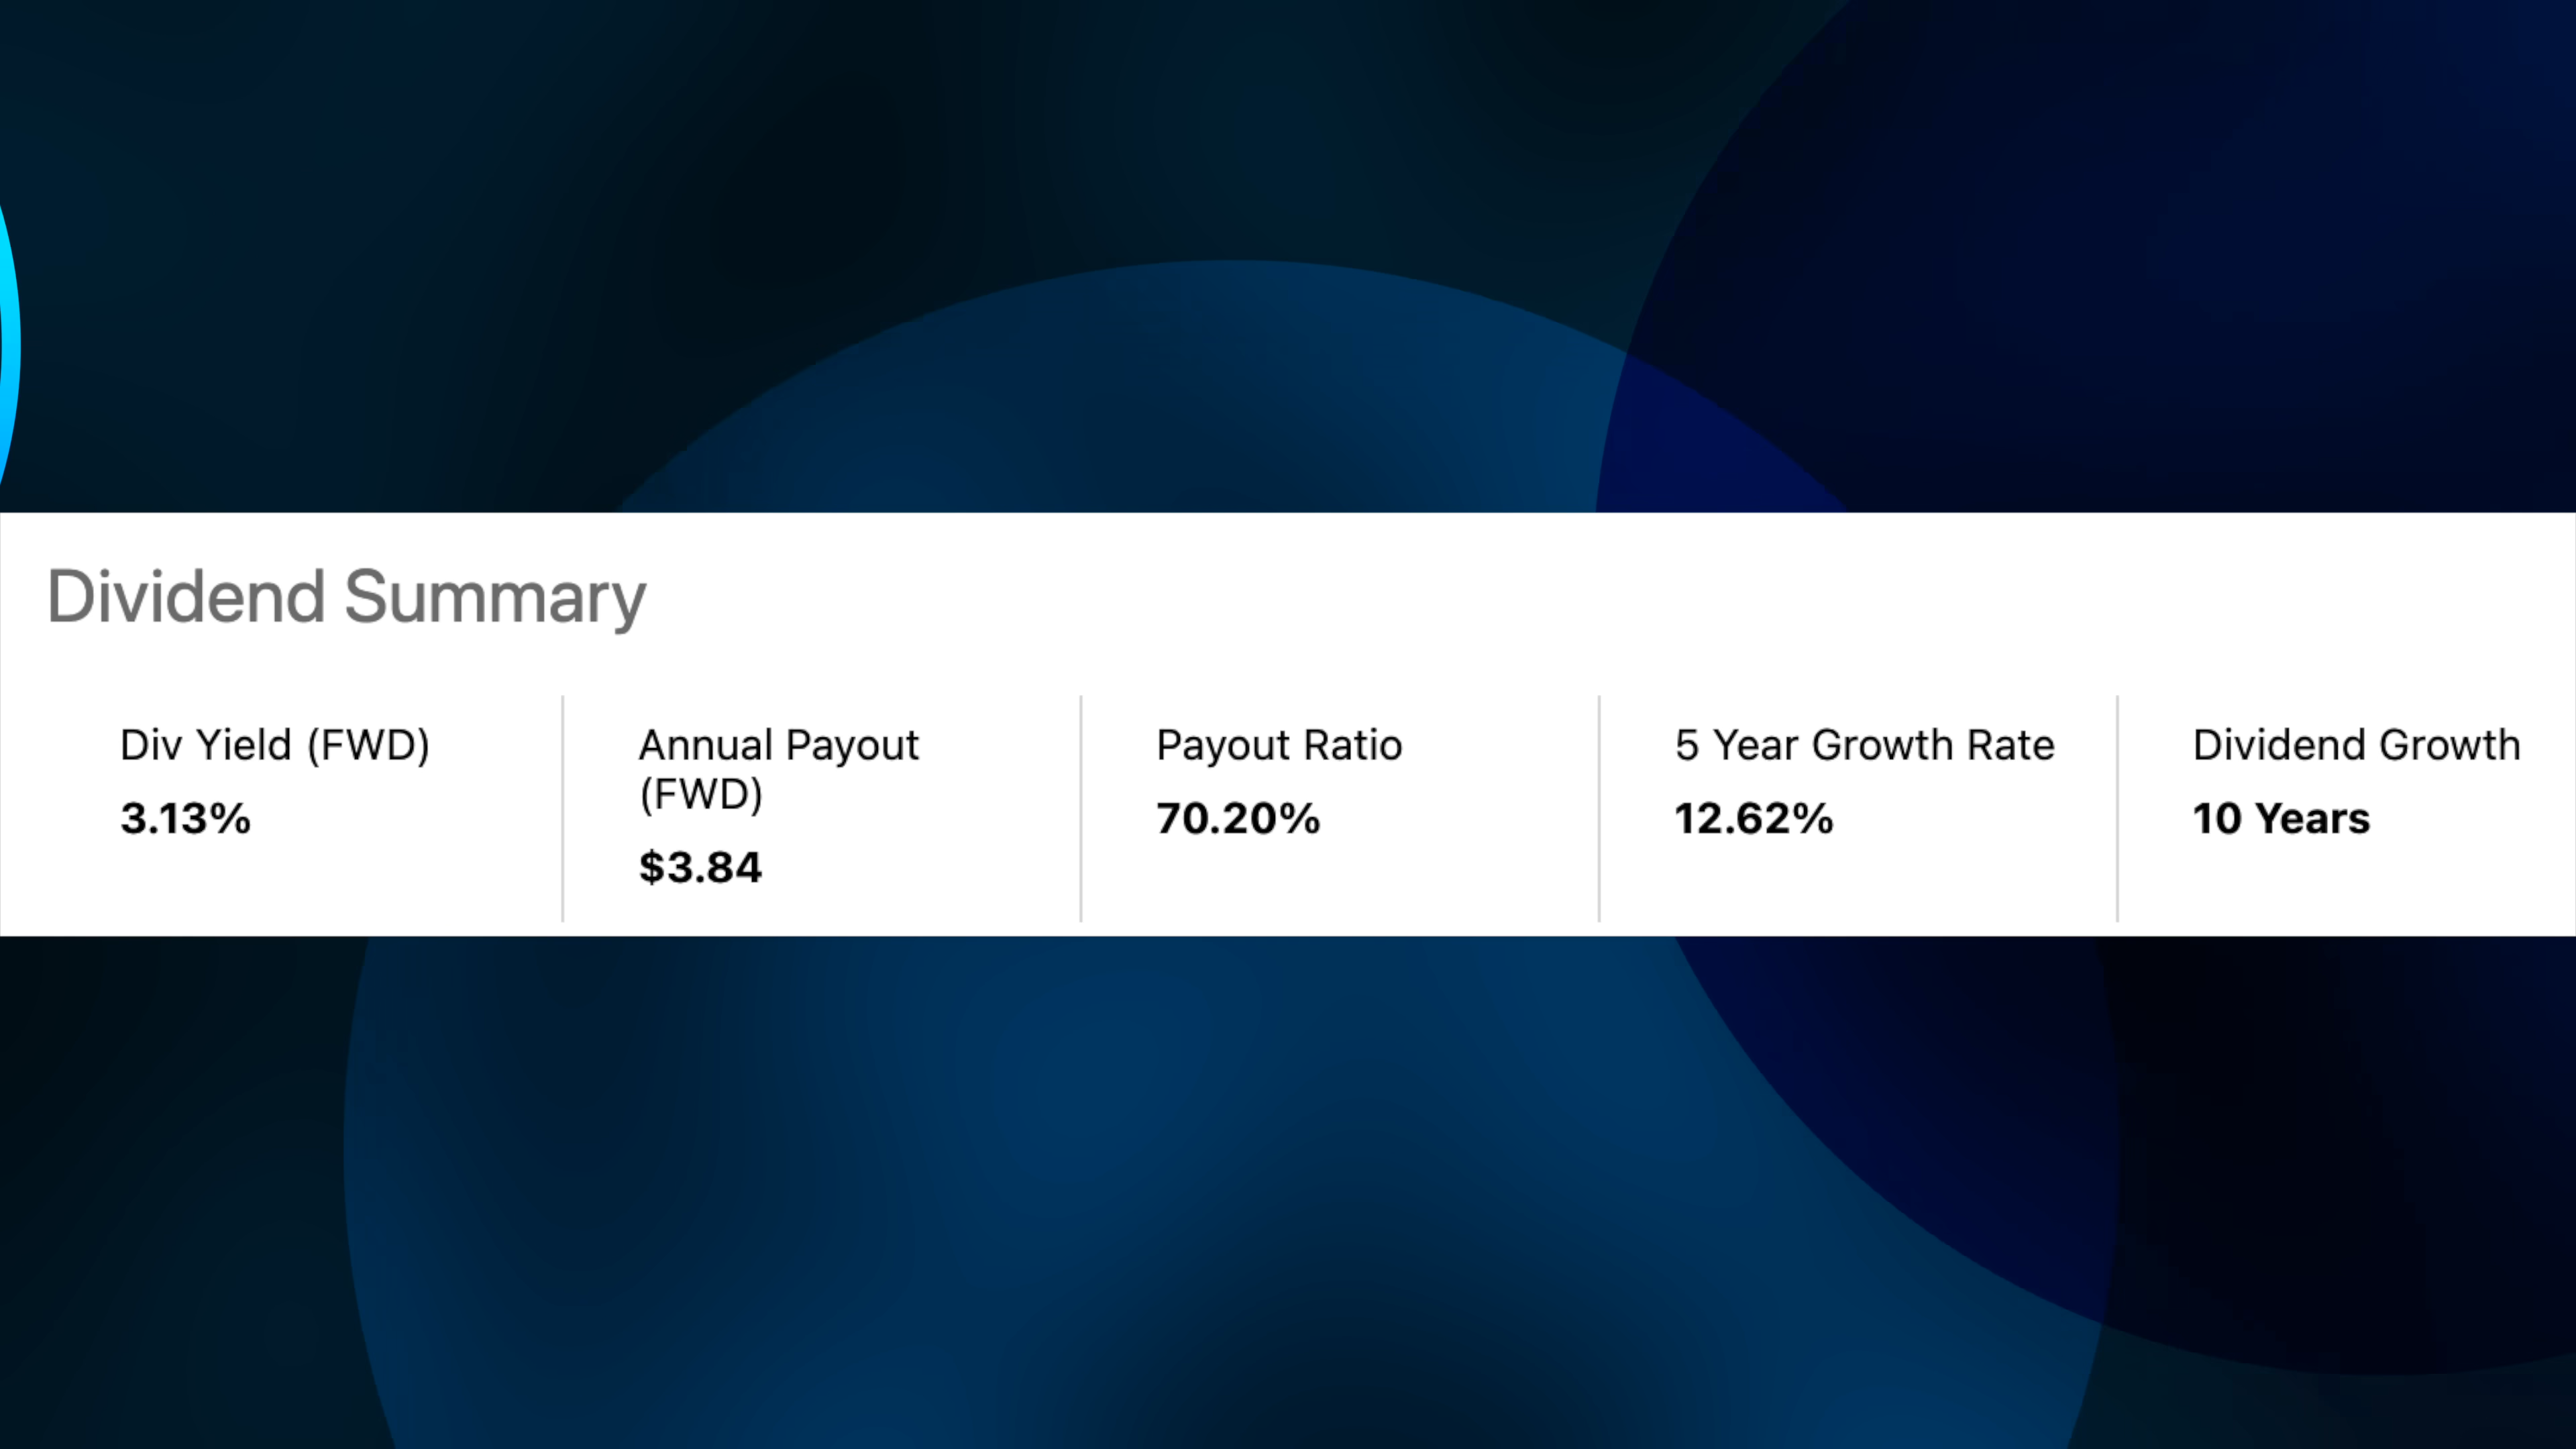 Dividend Summary
Div Yield (FWD)
3.13%
Annual Payout
(FWD)
$3.84
Payout Ratio
70.20%
5 Year Growth Rate
12.62%
Dividend Growth
10 Years